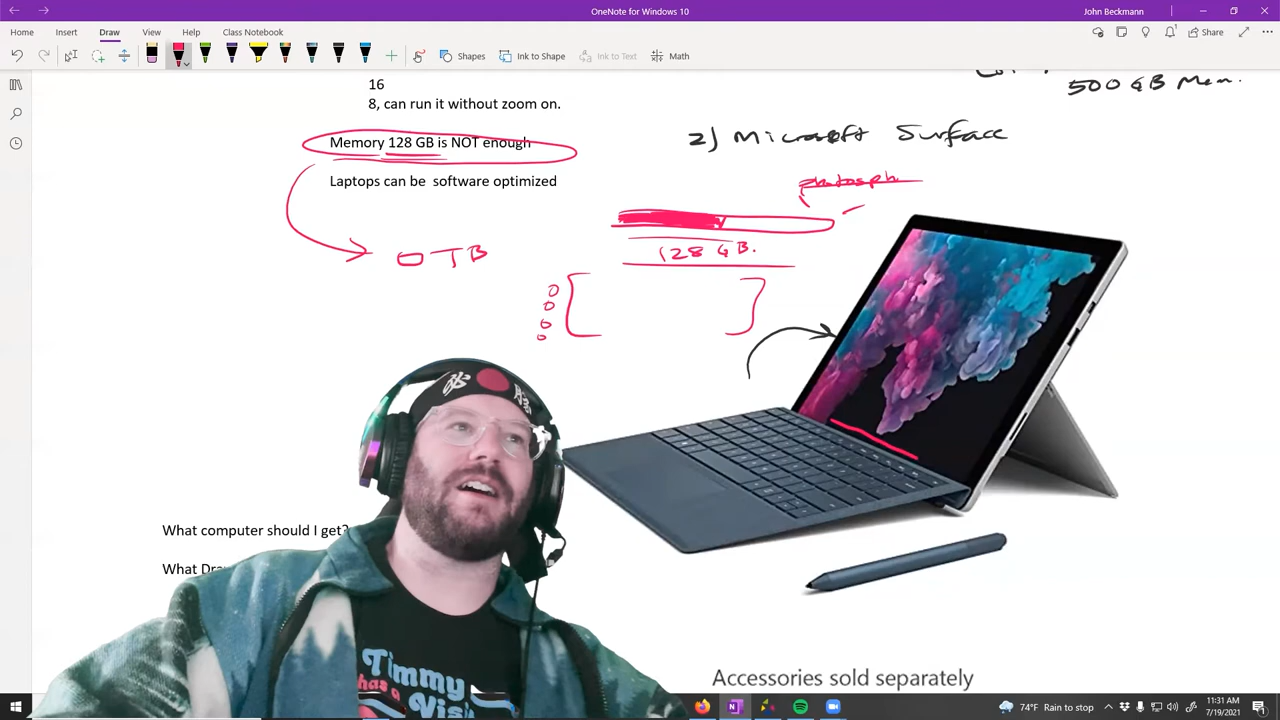 OneNote for Windows 10
John Beckmann
Home Insert Draw View Help Class Notebook
Share
Shapes Ink to Shape Ink to Text Math
16
8, can run it without zoom on.
500 GB Mem.
Memory 128 GB is NOT enough
2) Microsoft Surface
Laptops can be software optimized
128 GB.
OTB
What computer should I get?
What
Timmy
has a
Accessories sold separately
74°F Rain to stop
11:31 AM
7/19/2021